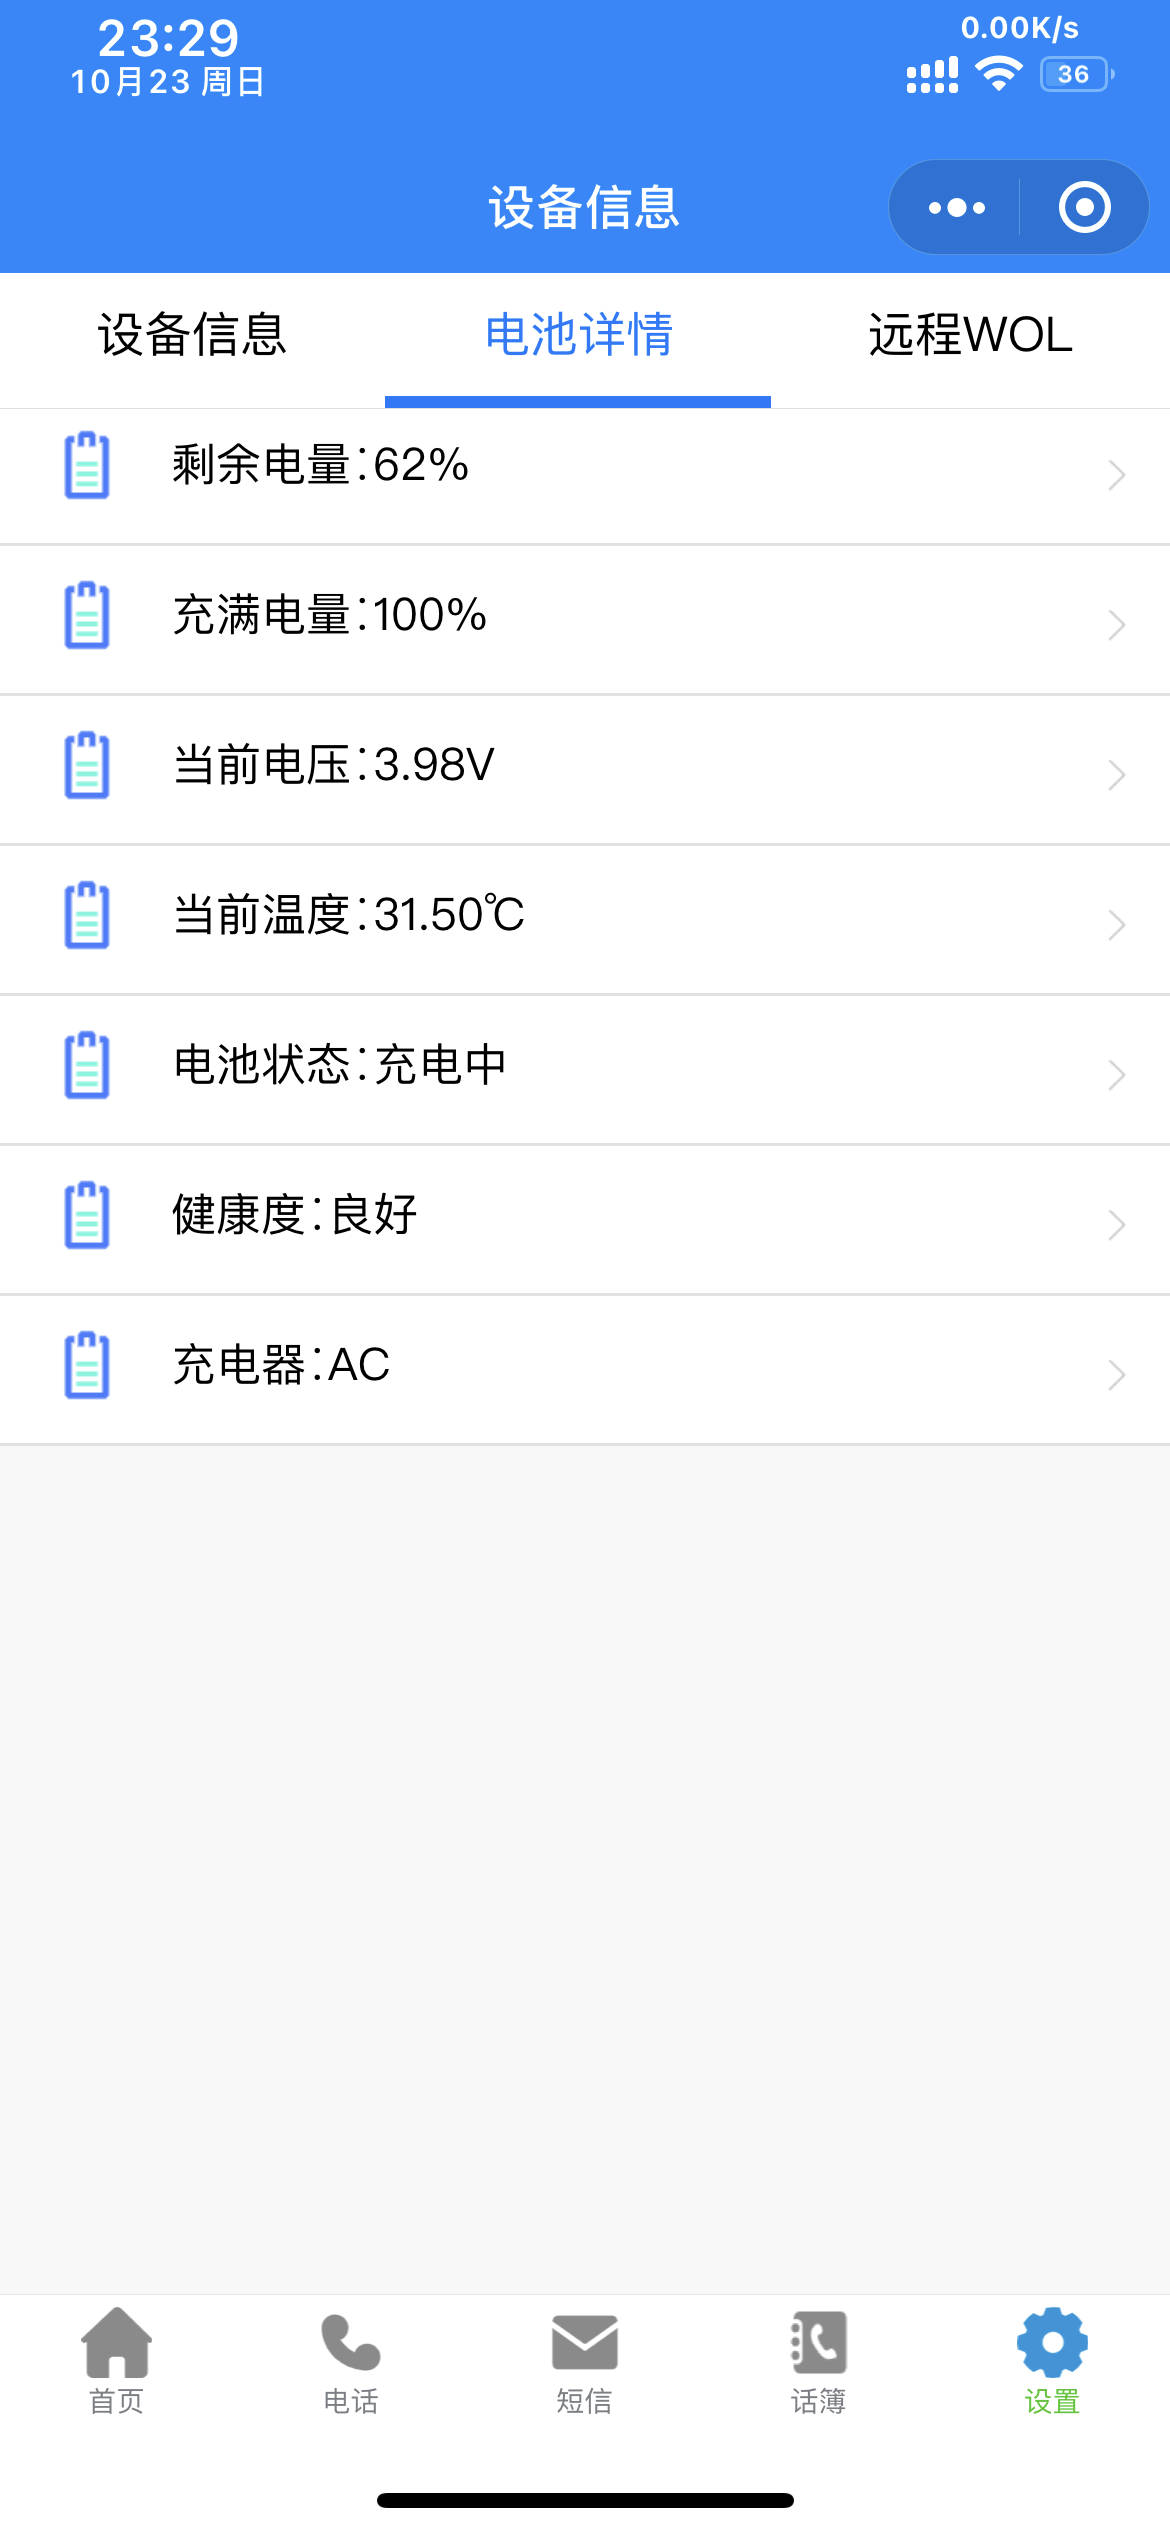 23:29
10月23 周日
0.00K/s
36
设备信息
设备信息
电池详情
远程WOL
剩余电量:62%
充满电量:100%
当前电压:3.98V
当前温度:31.50℃
电池状态:充电中
健康度:良好
充电器:AC
首页
电话
短信
话簿
设置